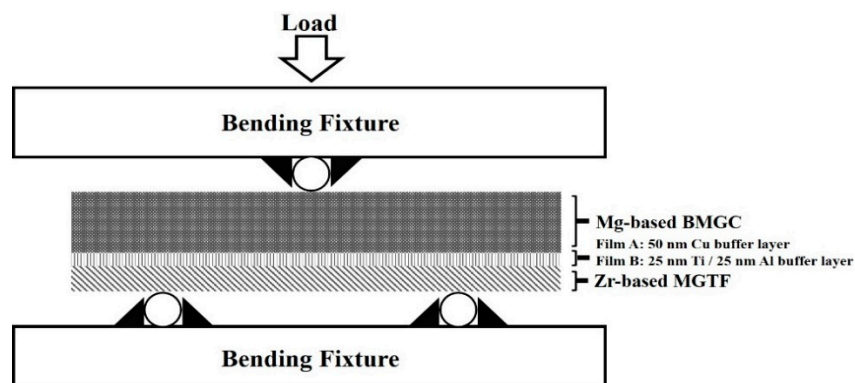 Load
Bending Fixture
Mg-based BMGC
Film A: 50 nm Cu buffer layer
Film B: 25 nm Ti / 25 nm Al buffer layer
Zr-based MGTF
Bending Fixture